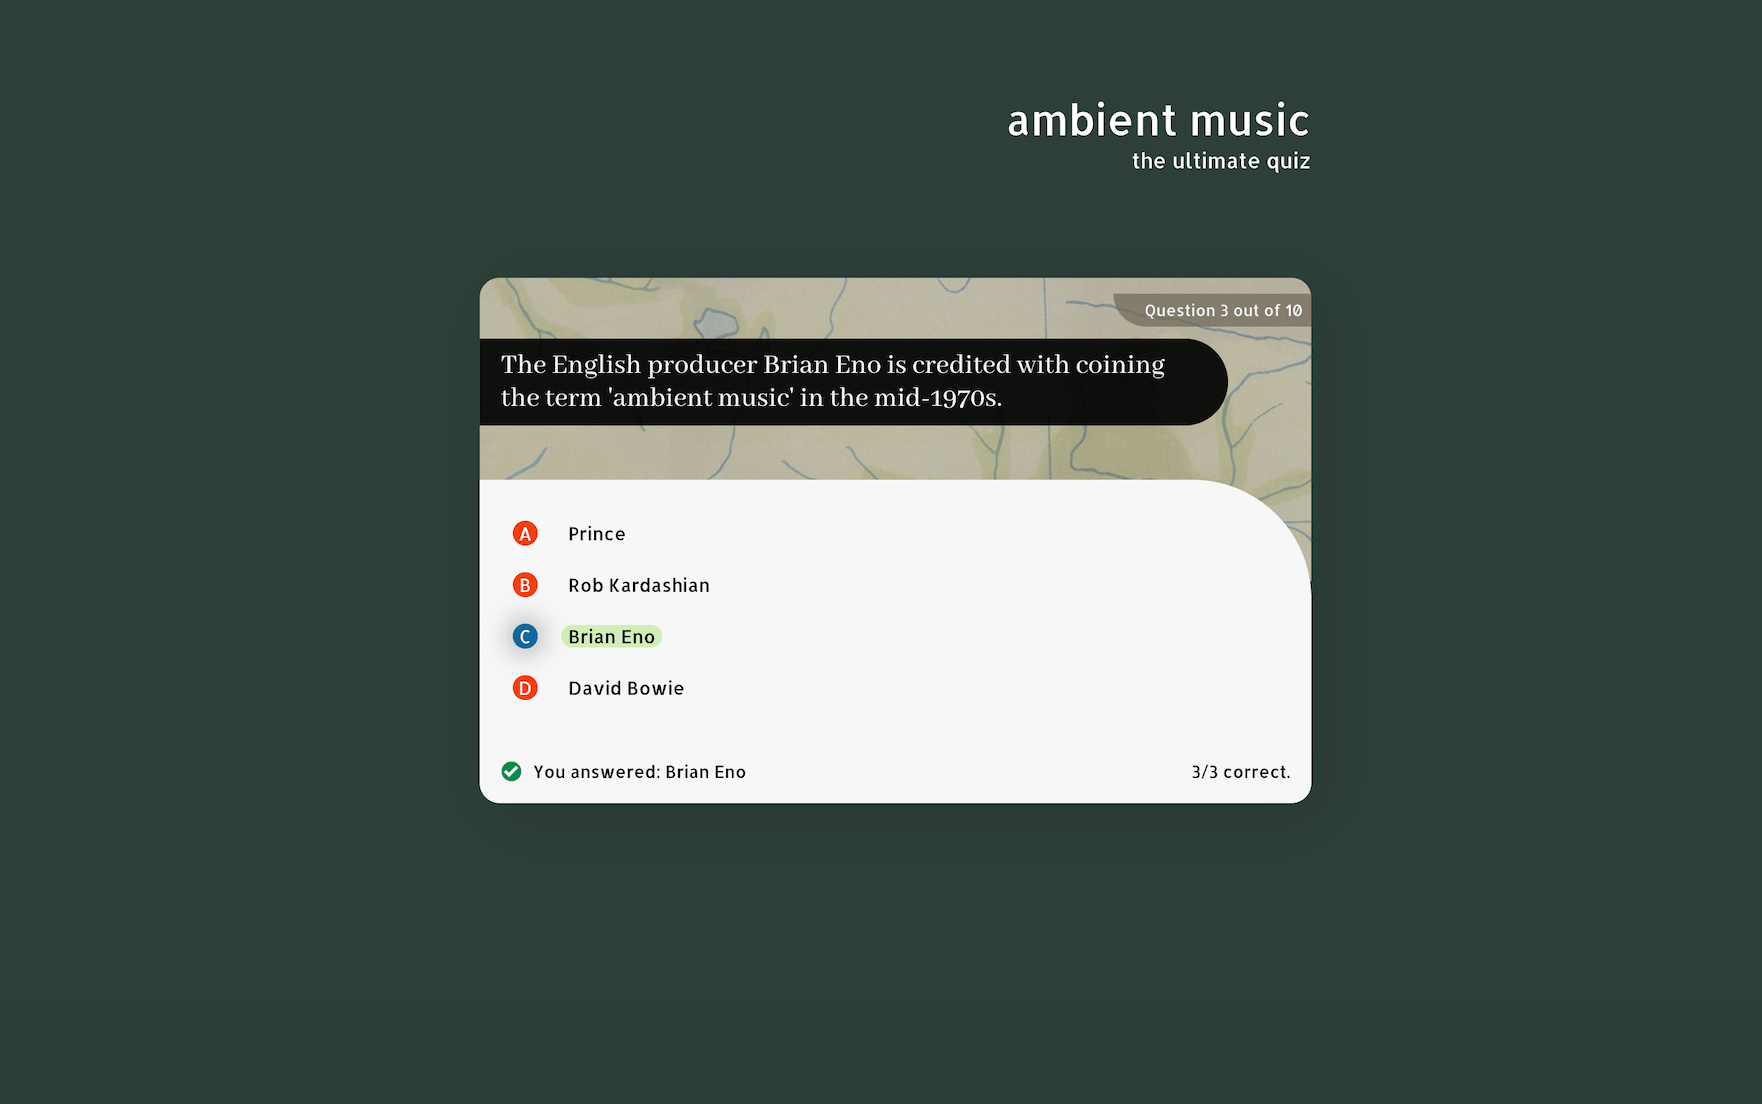 ambient music
the ultimate quiz
Question 3 out of 10
The English producer Brian Eno is credited with coining
the term 'ambient music' in the mid-1970s.
A Prince
B Rob Kardashian
C Brian Eno
D David Bowie
You answered: Brian Eno
3/3 correct.